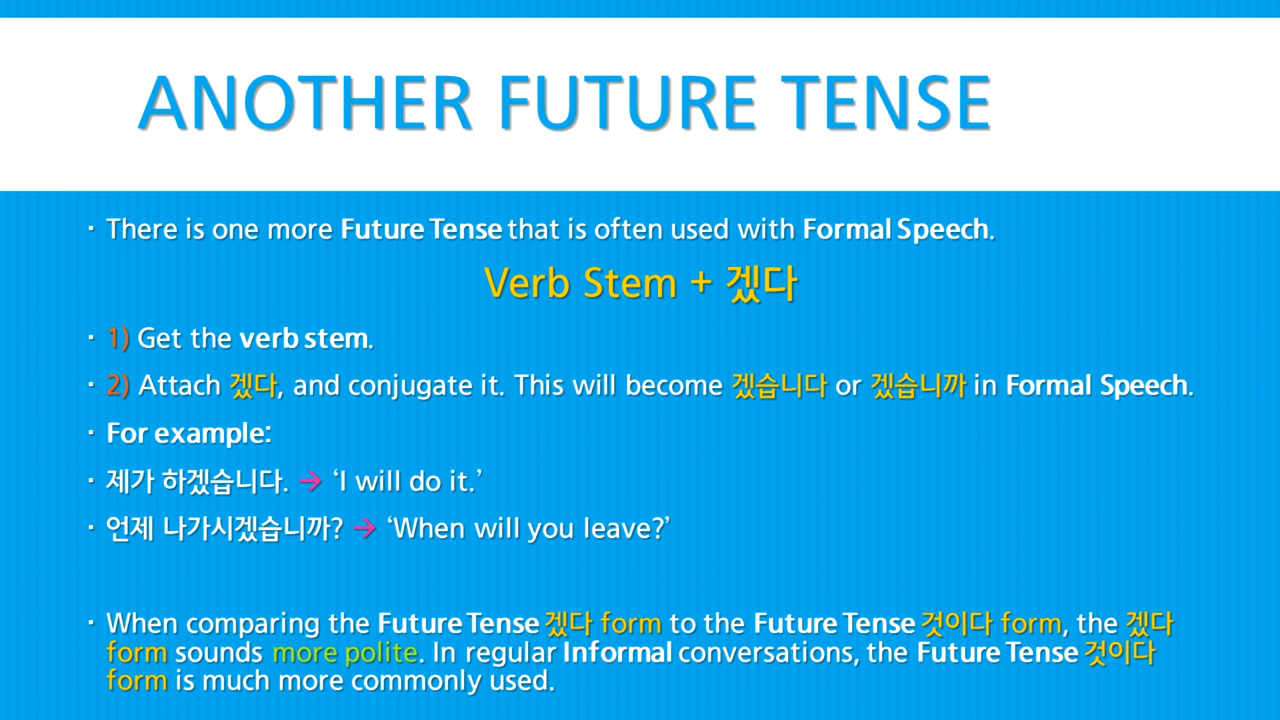 ANOTHER FUTURE TENSE
· There is one more Future Tense that is often used with Formal Speech.
Verb Stem + 겠다
· 1) Get the verb stem.
· 2) Attach 겠다, and conjugate it. This will become 겠습니다 or 겠습니까 in Formal Speech.
· For example:
· 제가 하겠습니다. → ‘I will do it.’
· 언제 나가시겠습니까? → ‘When will you leave?’
· When comparing the Future Tense 겠다 form to the Future Tense 것이다 form, the 겠다
form sounds more polite. In regular Informal conversations, the Future Tense 것이다
form is much more commonly used.